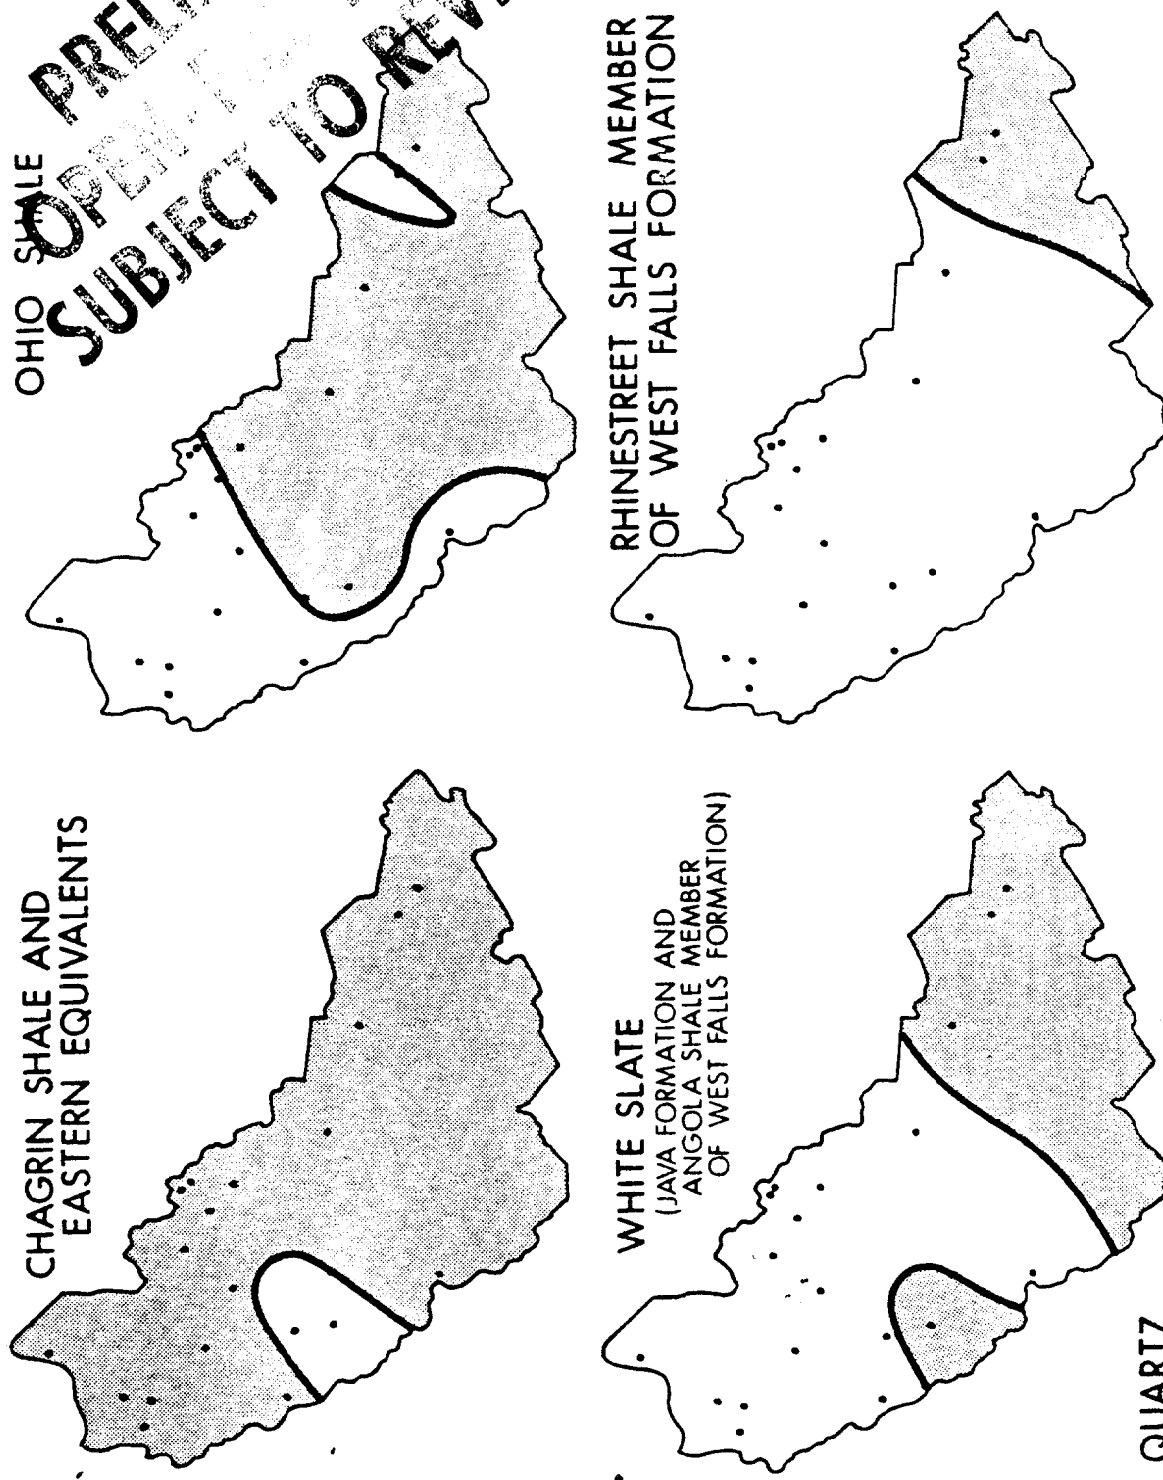 OHIO SHALE
SUBJECT TO
RHINESTREET SHALE MEMBER
OF WEST FALLS FORMATION
CHAGRIN SHALE AND
EASTERN EQUIVALENTS
WHITE SLATE
(JAVA FORMATION AND
ANGOLA SHALE MEMBER
OF WEST FALLS FORMATION)
QUARTZ